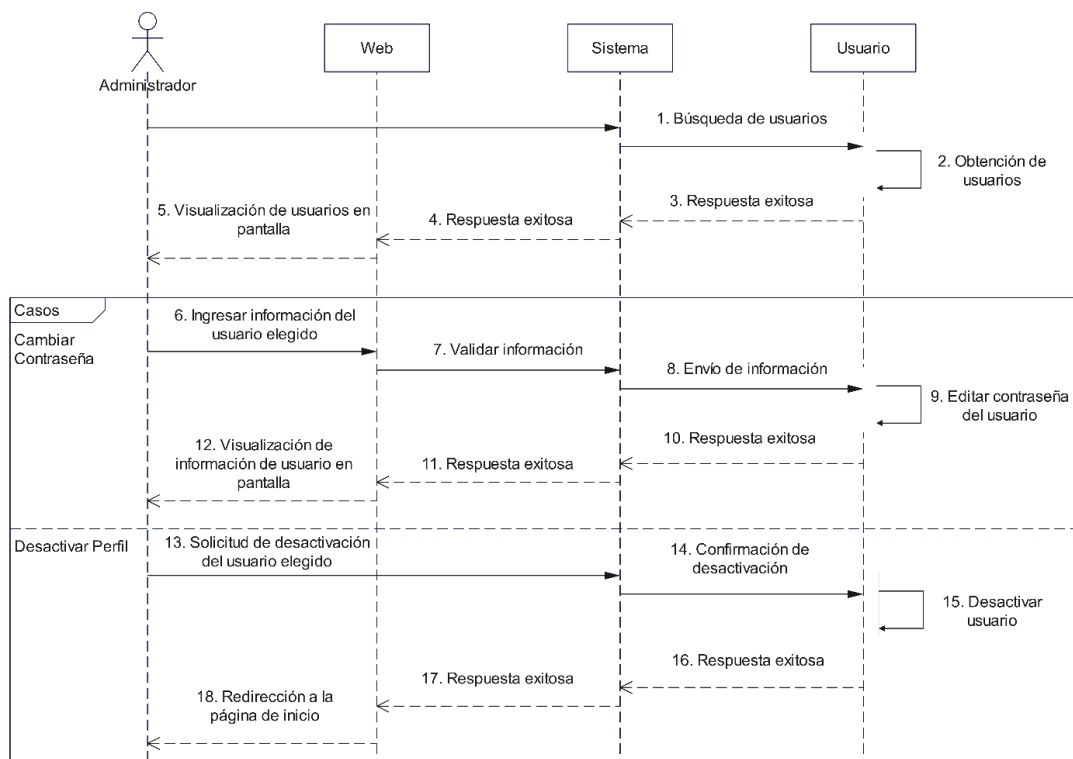 Web
Sistema
Usuario
Administrador
1. Búsqueda de usuarios
2. Obtención de
usuarios
3. Respuesta exitosa
4. Respuesta exitosa
5. Visualización de usuarios en
pantalla
Casos
Cambiar
Contraseña
6. Ingresar información del
usuario elegido
7. Validar información
8. Envío de información
9. Editar contraseña
del usuario
10. Respuesta exitosa
11. Respuesta exitosa
12. Visualización de
información de usuario en
pantalla
Desactivar Perfil
13. Solicitud de desactivación
del usuario elegido
14. Confirmación de
desactivación
15. Desactivar
usuario
16. Respuesta exitosa
17. Respuesta exitosa
18. Redirección a la
página de inicio